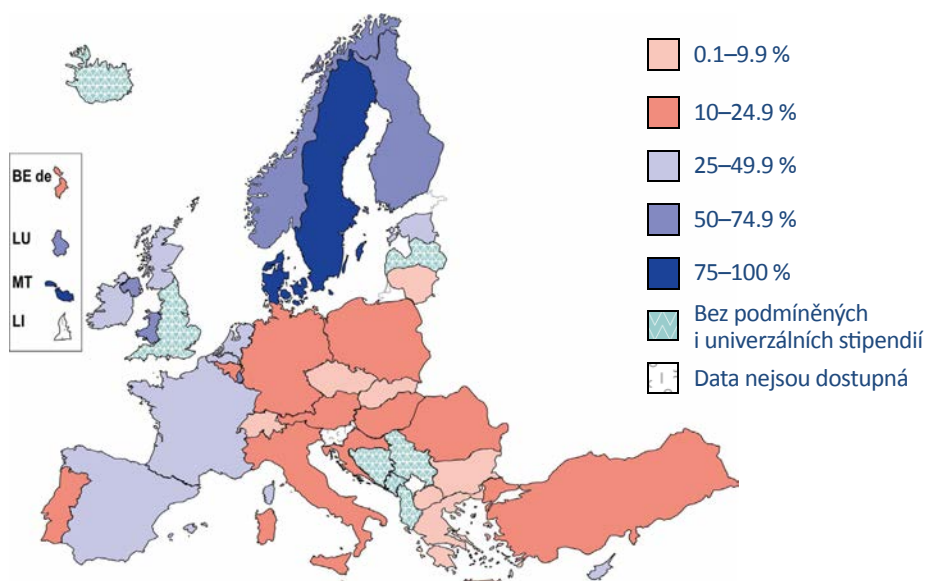 BE de
LU
MT
LI
0.1–9.9 %
10–24.9 %
25–49.9 %
50–74.9 %
75–100 %
Bez podmíněných
i univerzálních stipendií
Data nejsou dostupná